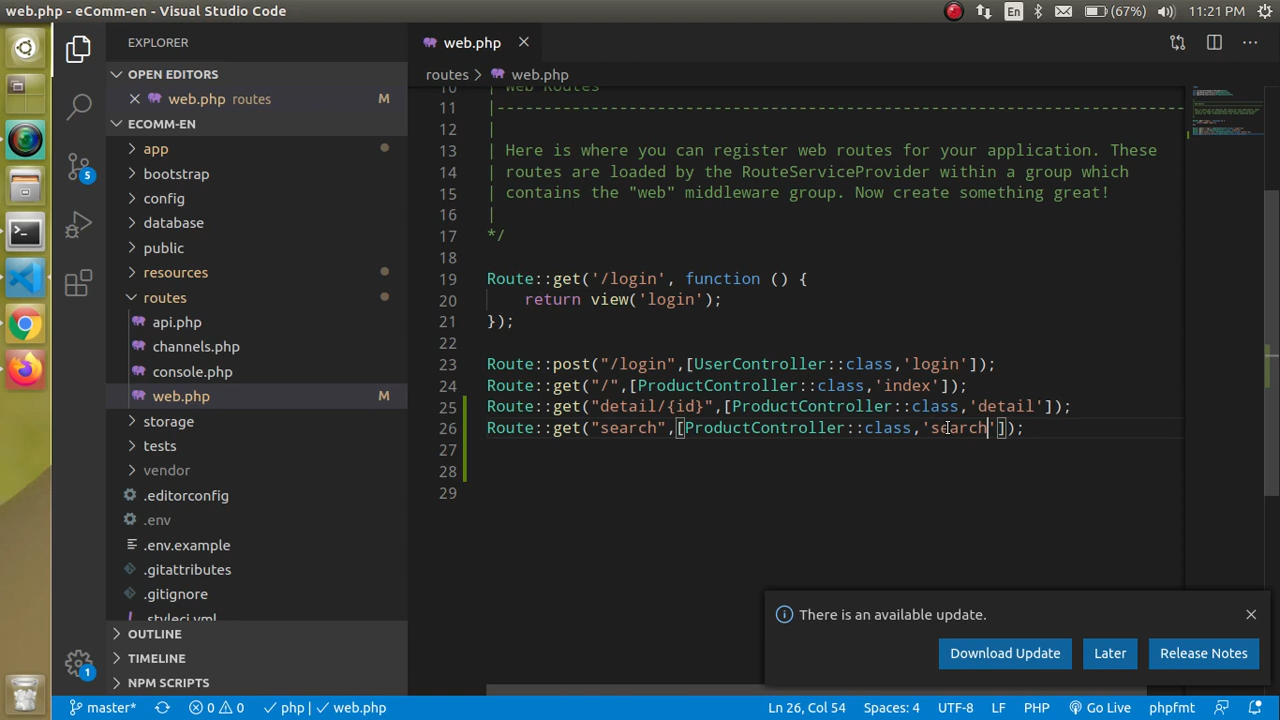 web.php - eComm-en - Visual Studio Code
En
(67%)
11:21 PM
EXPLORER
OPEN EDITORS
web.php routes M
ECOMM-EN
app
bootstrap
config
database
public
resources
routes
api.php
channels.php
console.php
web.php M
storage
tests
vendor
.editorconfig
.env
.env.example
.gitattributes
.gitignore
.styleci.yml
OUTLINE
TIMELINE
NPM SCRIPTS
5
1
web.php
routes > web.php
10 | Web Routes
11 |--------------------------------------------------------------------------
12 |
13 | Here is where you can register web routes for your application. These
14 | routes are loaded by the RouteServiceProvider within a group which
15 | contains the "web" middleware group. Now create something great!
16 |
17 */
18
19 Route::get('/login', function () {
20 return view('login');
21 });
22
23 Route::post("/login",[UserController::class,'login']);
24 Route::get("/",[ProductController::class,'index']);
25 Route::get("detail/{id}",[ProductController::class,'detail']);
26 Route::get("search",[ProductController::class,'search']);
27
28
29
There is an available update.
Download Update
Later
Release Notes
master*
0
0
php
web.php
Ln 26, Col 54
Spaces: 4
UTF-8
LF
PHP
Go Live
phpfmt